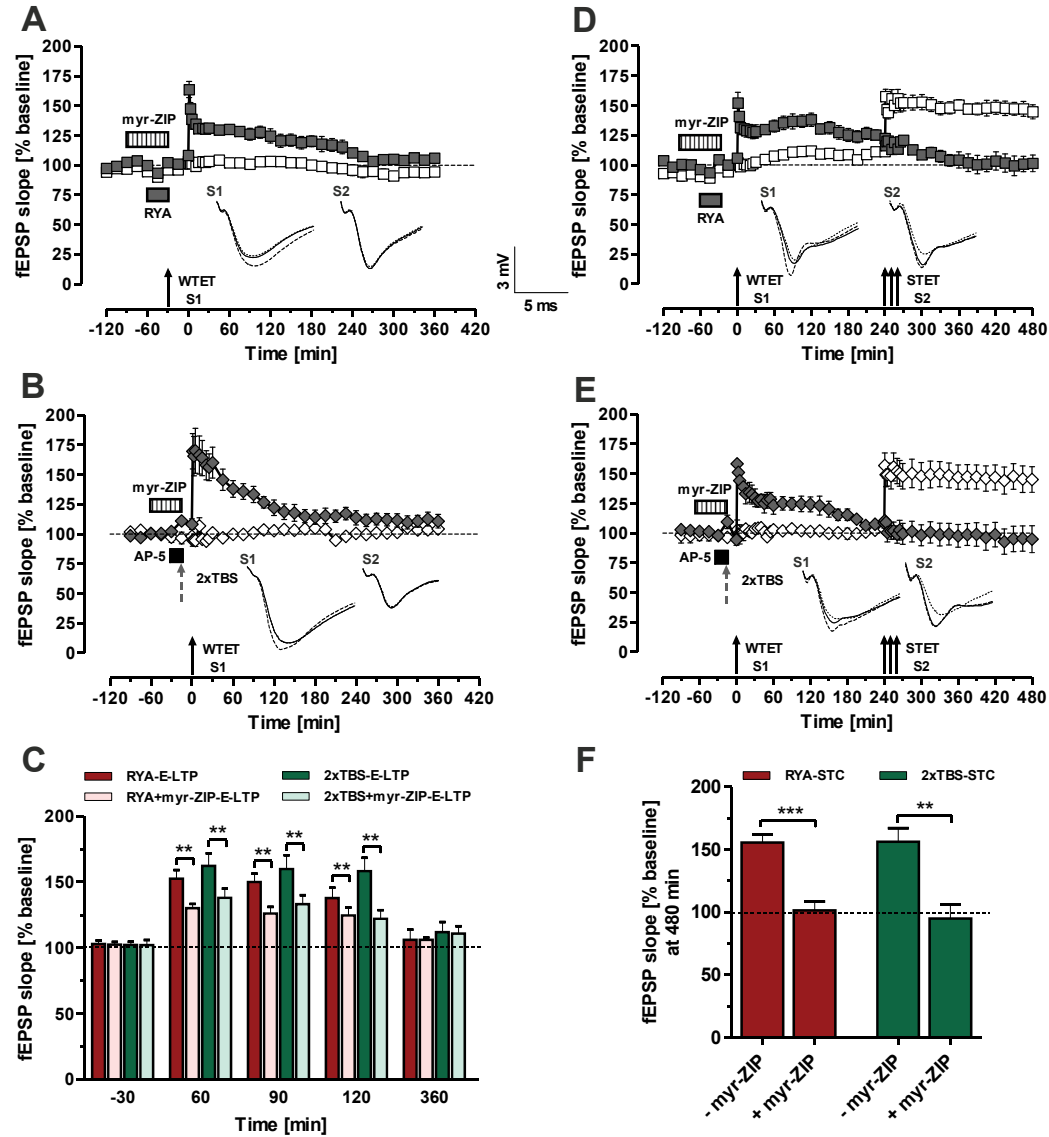 A
fEPSP slope [% baseline]
200
175
150
125
100
75
50
25
0
myr-ZIP
RYA
S1
S2
WTET
S1
-120 -60 0 60 120 180 240 300 360 420
Time [min]
3 mV
5 ms
D
fEPSP slope [% baseline]
200
175
150
125
100
75
50
25
0
myr-ZIP
RYA
S1
S2
WTET
S1
STET
S2
-120 -60 0 60 120 180 240 300 360 420 480
Time [min]
B
fEPSP slope [% baseline]
200
175
150
125
100
75
50
25
0
myr-ZIP
AP-5
2xTBS
S1
S2
WTET
S1
-120 -60 0 60 120 180 240 300 360 420
Time [min]
E
fEPSP slope [% baseline]
200
175
150
125
100
75
50
25
0
myr-ZIP
AP-5
2xTBS
S1
S2
WTET
S1
STET
S2
-120 -60 0 60 120 180 240 300 360 420 480
Time [min]
C
RYA-E-LTP
2xTBS-E-LTP
RYA+myr-ZIP-E-LTP
2xTBS+myr-ZIP-E-LTP
fEPSP slope [% baseline]
200
150
100
50
0
** ** ** ** ** **
-30 60 90 120 360
Time [min]
F
RYA-STC
2xTBS-STC
fEPSP slope [% baseline]
at 480 min
200
150
100
50
0
*** **
- myr-ZIP
+ myr-ZIP
- myr-ZIP
+ myr-ZIP